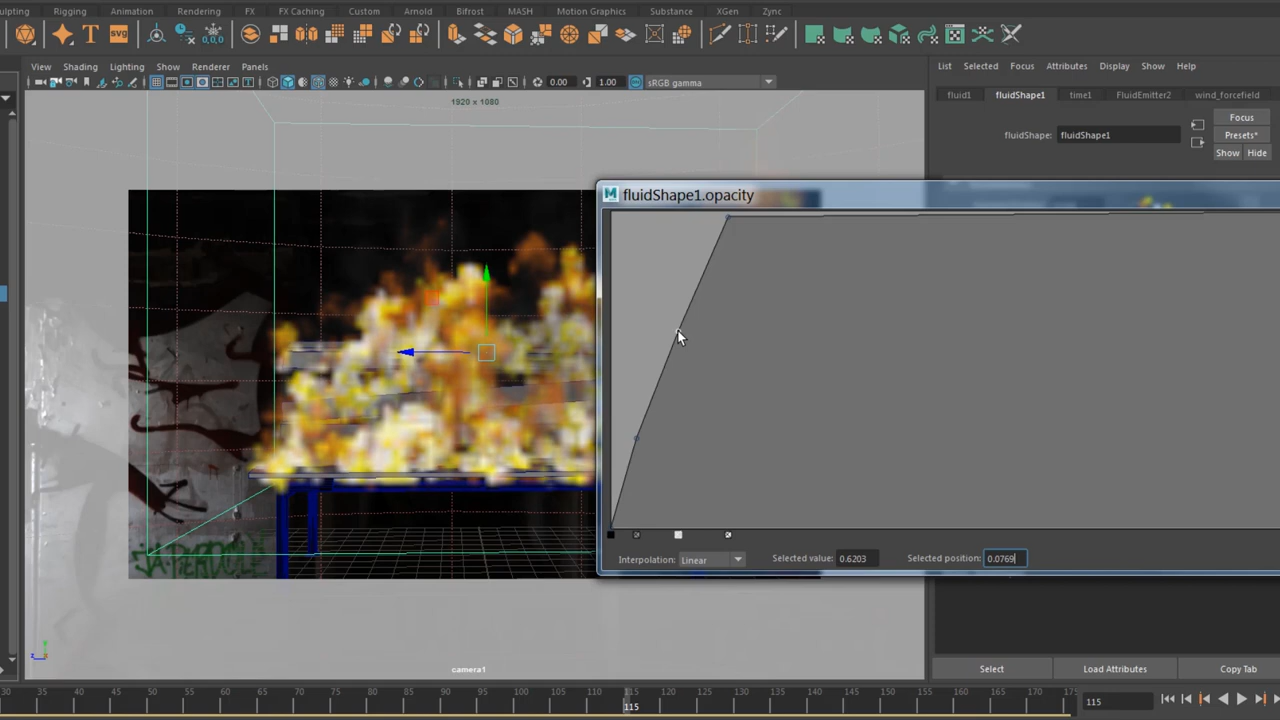 sculpting Rigging Animation Rendering FX FX Caching Custom Arnold Bifrost MASH Motion Graphics Substance XGen Zync
T SVG
View Shading Lighting Show Renderer Panels
List Selected Focus Attributes Display Show Help
0.00 1.00 sRGB gamma
fluid1 fluidShape1 time1 FluidEmitter2 wind_forcefield
1920 x 1080
Focus
fluidShape: fluidShape1 Presets*
Show Hide
fluidShape1.opacity
Interpolation: Linear Selected value: 0.6203 Selected position: 0.0769
camera1
Select Load Attributes Copy Tab
30 35 40 45 50 55 60 65 70 75 80 85 90 95 100 105 110 115 120 125 130 135 140 145 150 155 160 165 170 175
115 115